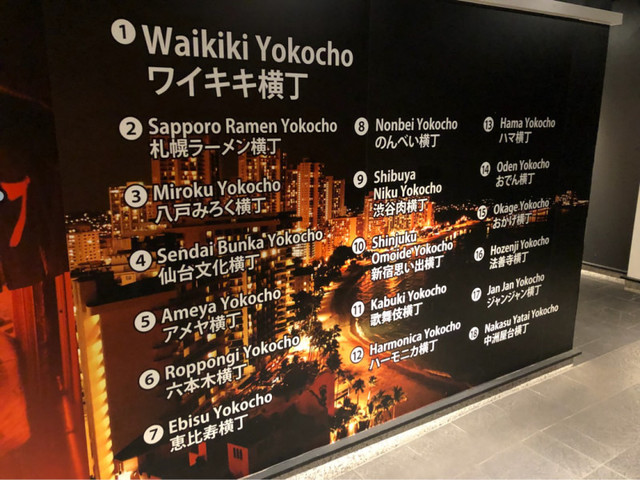 1 Waikiki Yokocho
ワイキキ横丁
2 Sapporo Ramen Yokocho
札幌ラーメン横丁
3 Miroku Yokocho
八戸みろく横丁
4 Sendai Bunka Yokocho
仙台文化横丁
5 Ameya Yokocho
アメヤ横丁
6 Roppongi Yokocho
六本木横丁
7 Ebisu Yokocho
恵比寿横丁
8 Nonbei Yokocho
のんべい横丁
9 Shibuya
Niku Yokocho
渋谷肉横丁
10 Shinjuku
Omoide Yokocho
新宿思い出横丁
11 Kabuki Yokocho
歌舞伎横丁
12 Harmonica Yokocho
ハーモニカ横丁
13 Hama Yokocho
ハマ横丁
14 Oden Yokocho
おでん横丁
15 Okage Yokocho
おかげ横丁
16 Hozenji Yokocho
法善寺横丁
17 Jan Jan Yokocho
ジャンジャン横丁
18 Nakasu Yatai Yokocho
中洲屋台横丁